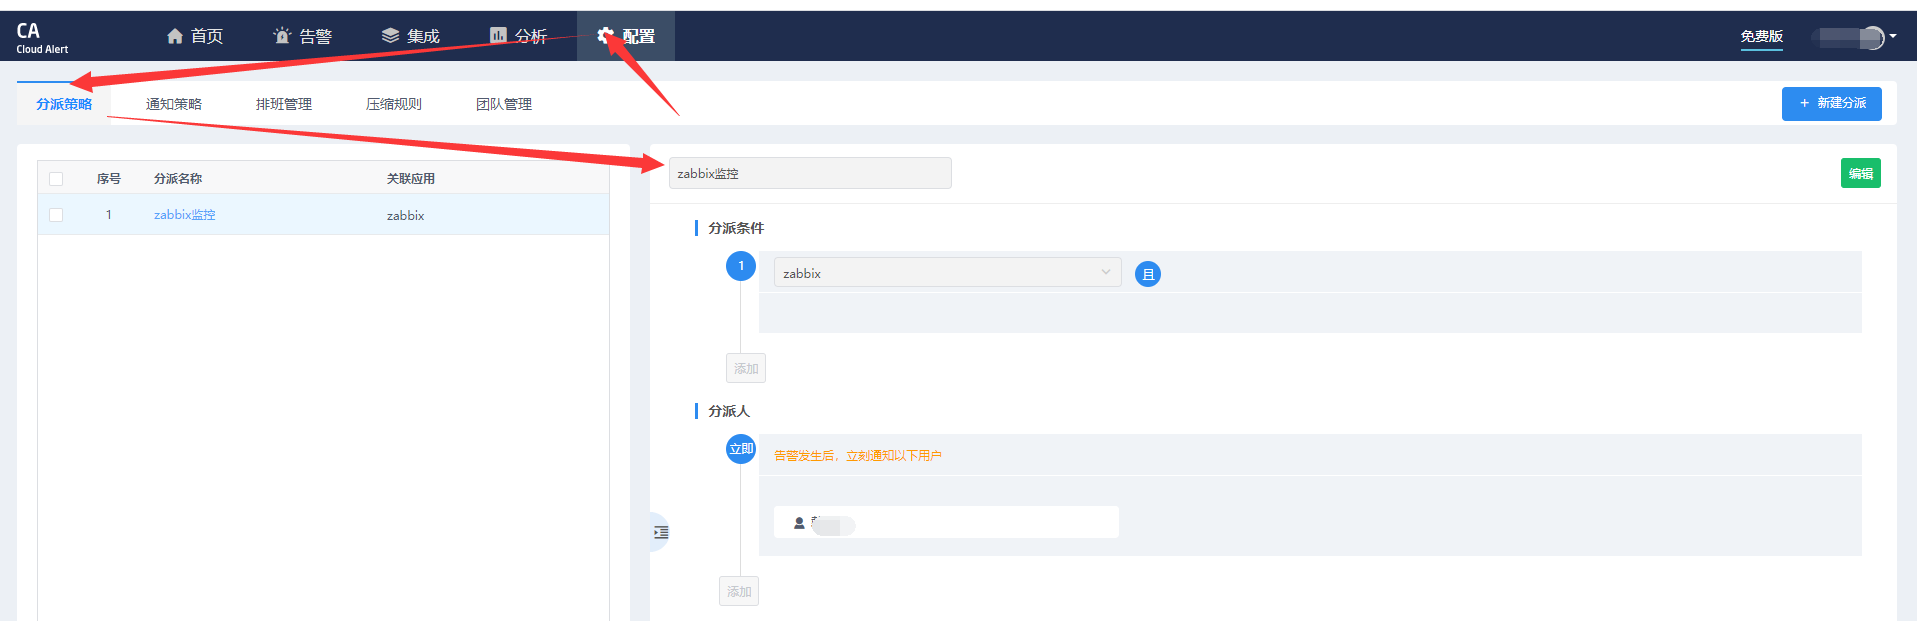 CA
Cloud Alert
首页
告警
集成
分析
配置
免费版
分派策略
通知策略
排班管理
压缩规则
团队管理
+ 新建分派
序号
分派名称
关联应用
1
zabbix监控
zabbix
zabbix监控
编辑
分派条件
1
zabbix
且
添加
分派人
立即
告警发生后，立刻通知以下用户
添加